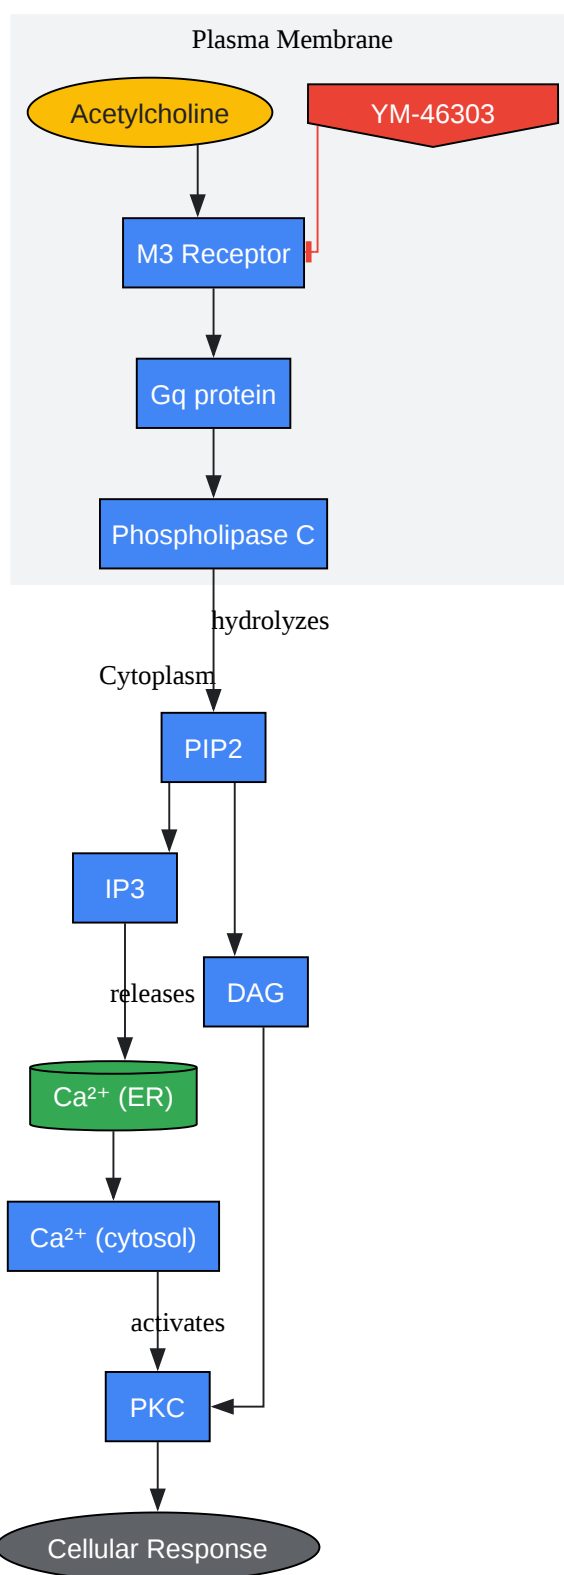 Plasma Membrane
Acetylcholine
YM-46303
M3 Receptor
Gq protein
Phospholipase C
hydrolyzes
Cytoplasm
PIP2
IP3
releases
DAG
Ca²⁺ (ER)
Ca²⁺ (cytosol)
activates
PKC
Cellular Response